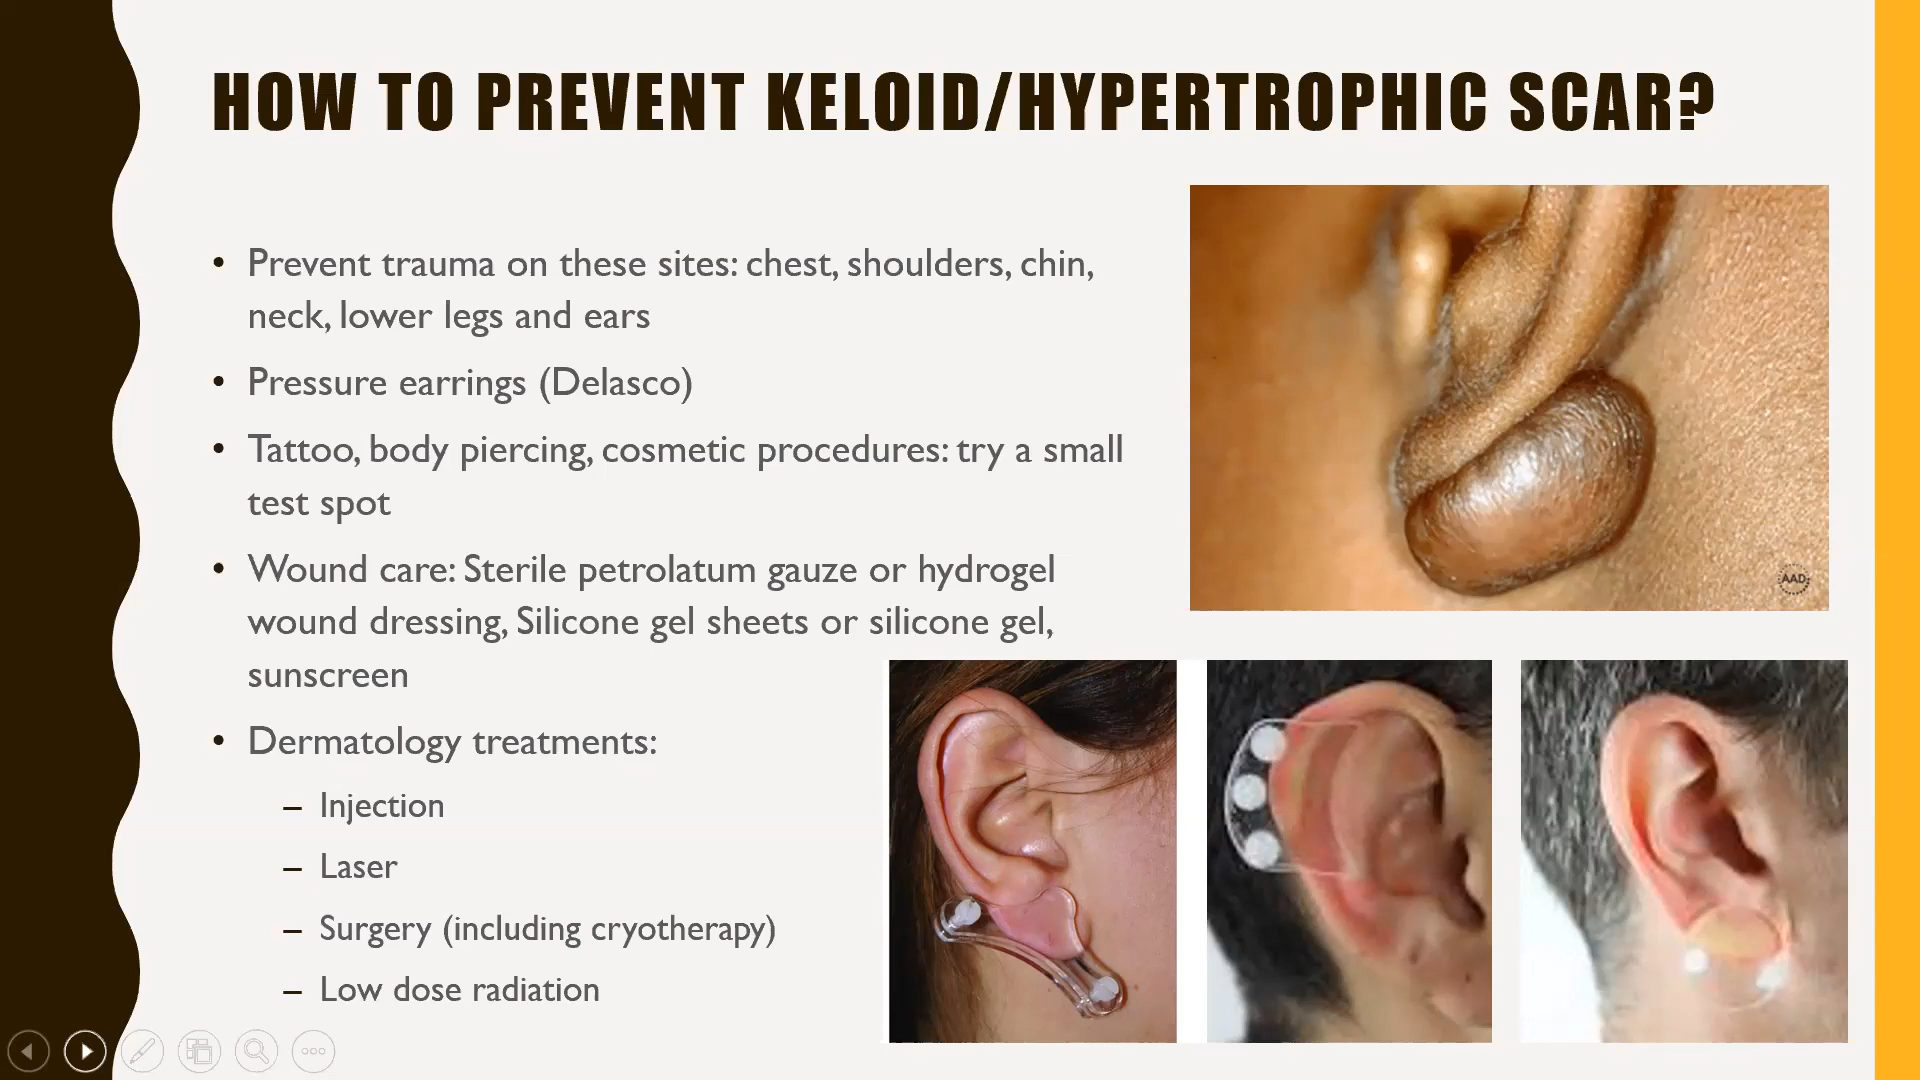 HOW TO PREVENT KELOID/HYPERTROPHIC SCAR?
• Prevent trauma on these sites: chest, shoulders, chin,
neck, lower legs and ears
• Pressure earrings (Delasco)
• Tattoo, body piercing, cosmetic procedures: try a small
test spot
• Wound care: Sterile petrolatum gauze or hydrogel
wound dressing, Silicone gel sheets or silicone gel,
sunscreen
• Dermatology treatments:
– Injection
– Laser
– Surgery (including cryotherapy)
– Low dose radiation
AAD